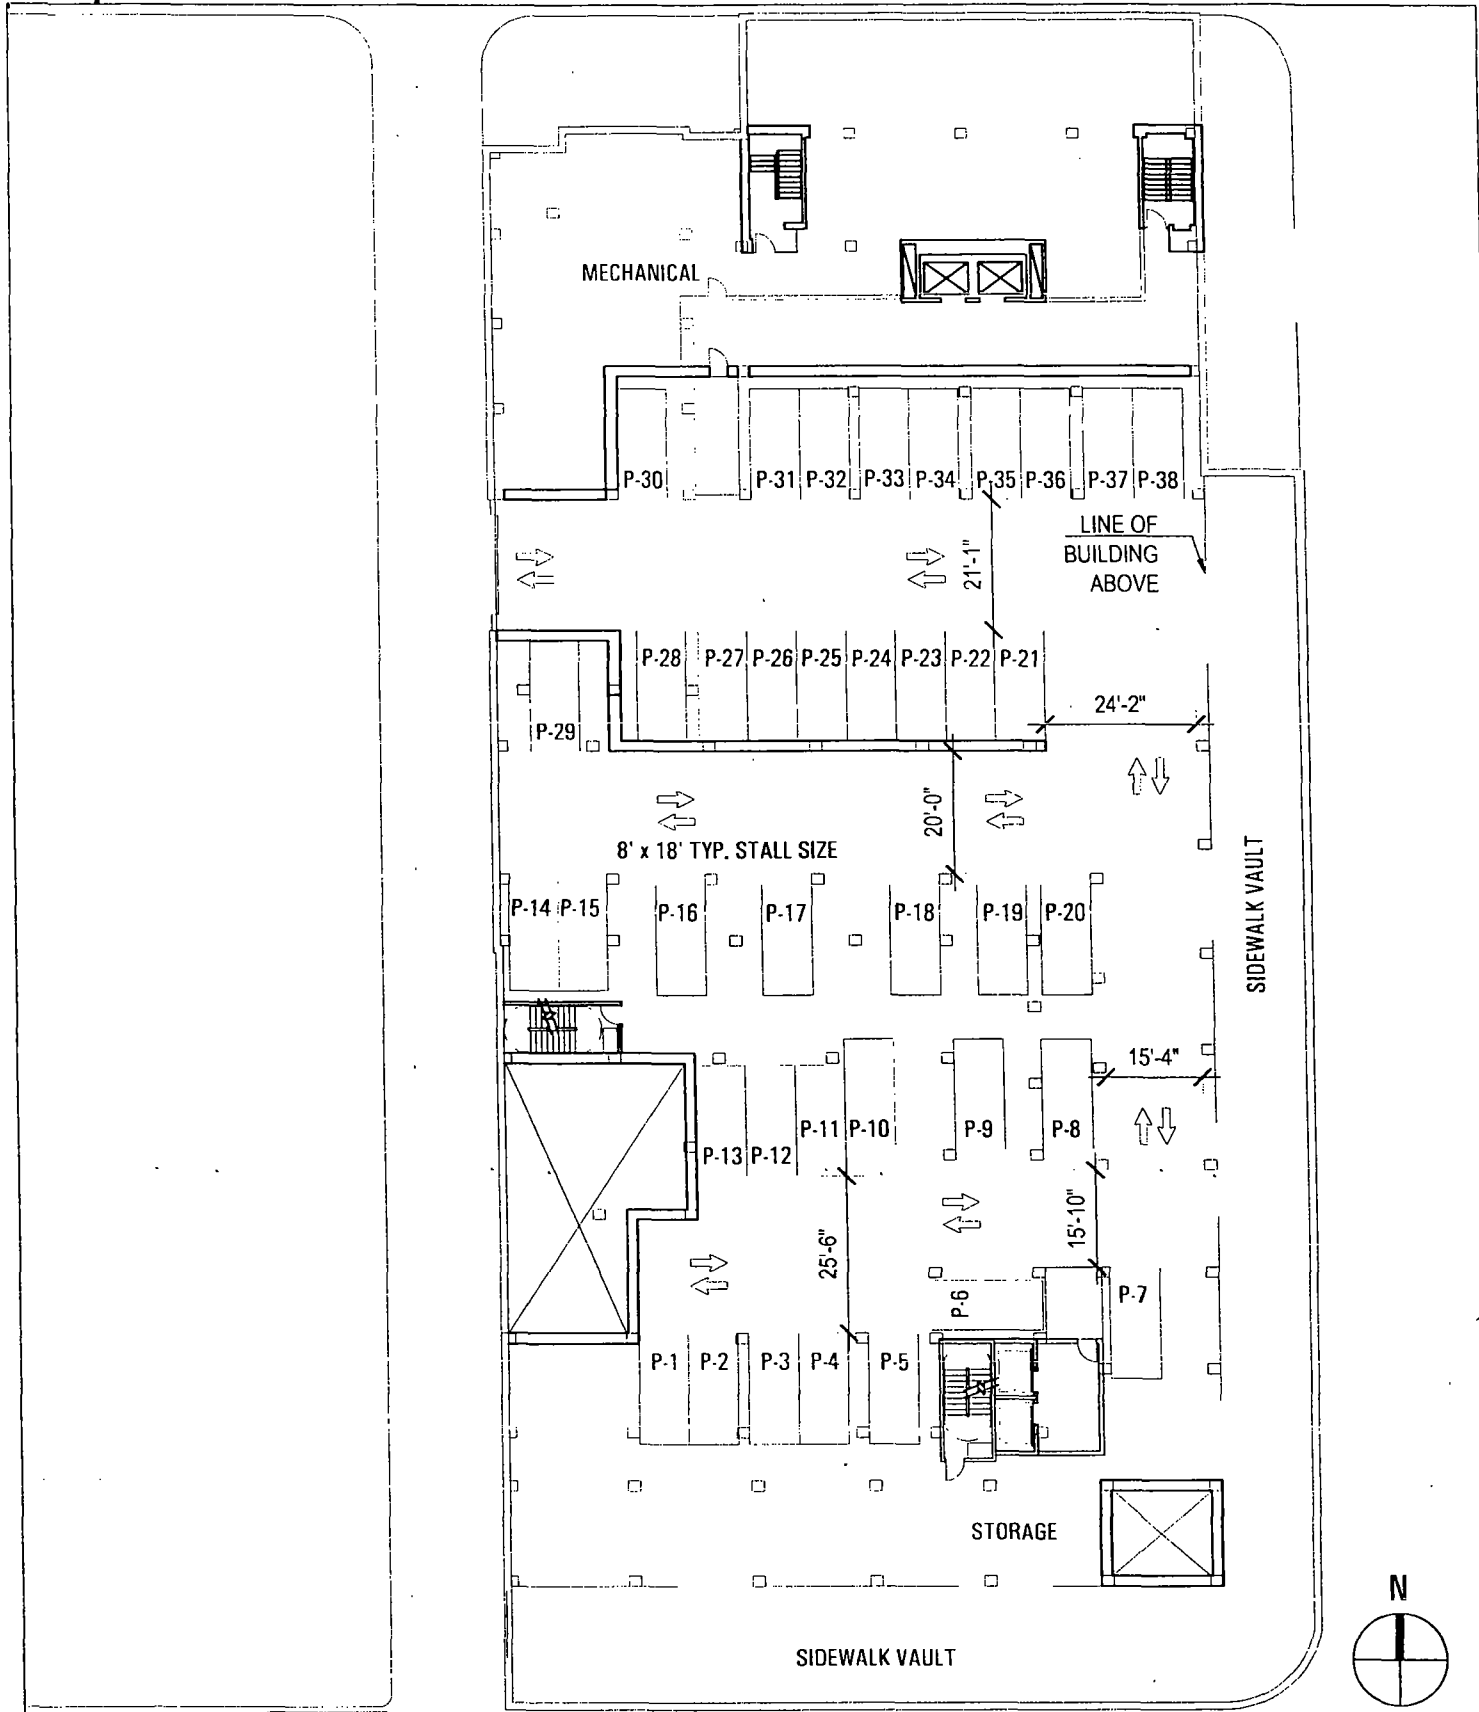 MECHANICAL
P-30 P-31 P-32 P-33 P-34 P-35 P-36 P-37 P-38
LINE OF
BUILDING
ABOVE
21'-1"
P-28 P-27 P-26 P-25 P-24 P-23 P-22 P-21
24'-2"
P-29
20'-0"
8' x 18' TYP. STALL SIZE
SIDEWALK VAULT
P-14 P-15 P-16 P-17 P-18 P-19 P-20
15'-4"
P-13 P-12 P-11 P-10 P-9 P-8
15'-10"
25'-6"
P-6
P-7
P-1 P-2 P-3 P-4 P-5
STORAGE
N
SIDEWALK VAULT